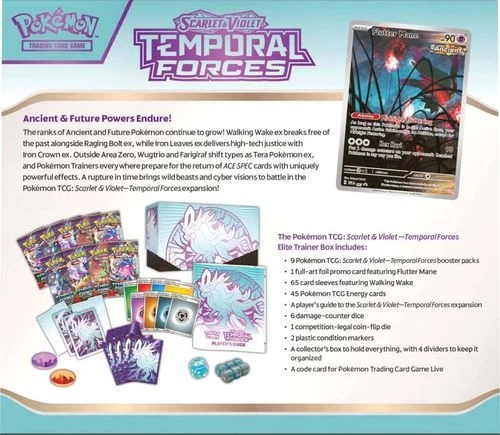 Pokémon
TRADING CARD GAME
SCARLET & VIOLET
TEMPORAL
FORCES
Flutter Mane
HP 90
Ancient
Ability Midnight Fluttering
Hex Hurl
90
Ancient & Future Powers Endure!
The ranks of Ancient and Future Pokémon continue to grow! Walking Wake ex breaks free of
the past alongside Raging Bolt ex, while Iron Leaves ex delivers high-tech justice with
Iron Crown ex. Outside Area Zero, Wugtrio and Farigiraf shift types as Tera Pokémon ex,
and Pokémon Trainers everywhere prepare for the return of ACE SPEC cards with uniquely
powerful effects. A rupture in time brings wild beasts and cyber visions to battle in the
Pokémon TCG: Scarlet & Violet—Temporal Forces expansion!
The Pokémon TCG: Scarlet & Violet—Temporal Forces
Elite Trainer Box includes:
• 9 Pokémon TCG: Scarlet & Violet—Temporal Forces booster packs
• 1 full-art foil promo card featuring Flutter Mane
• 65 card sleeves featuring Walking Wake
• 45 Pokémon TCG Energy cards
• A player's guide to the Scarlet & Violet—Temporal Forces expansion
• 6 damage-counter dice
• 1 competition-legal coin-flip die
• 2 plastic condition markers
• A collector's box to hold everything, with 4 dividers to keep it
organized
• A code card for Pokémon Trading Card Game Live
TEMPORAL
FORCES
PLAYER'S GUIDE